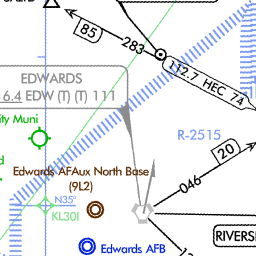 85
283
112.7 HEC 74
EDWARDS
6.4 EDW (T) (T) 111
ity Muni
R-2515
20
Edwards AFAux North Base
(9L2)
046
N35°
KL30I
RIVERS
Edwards AFB